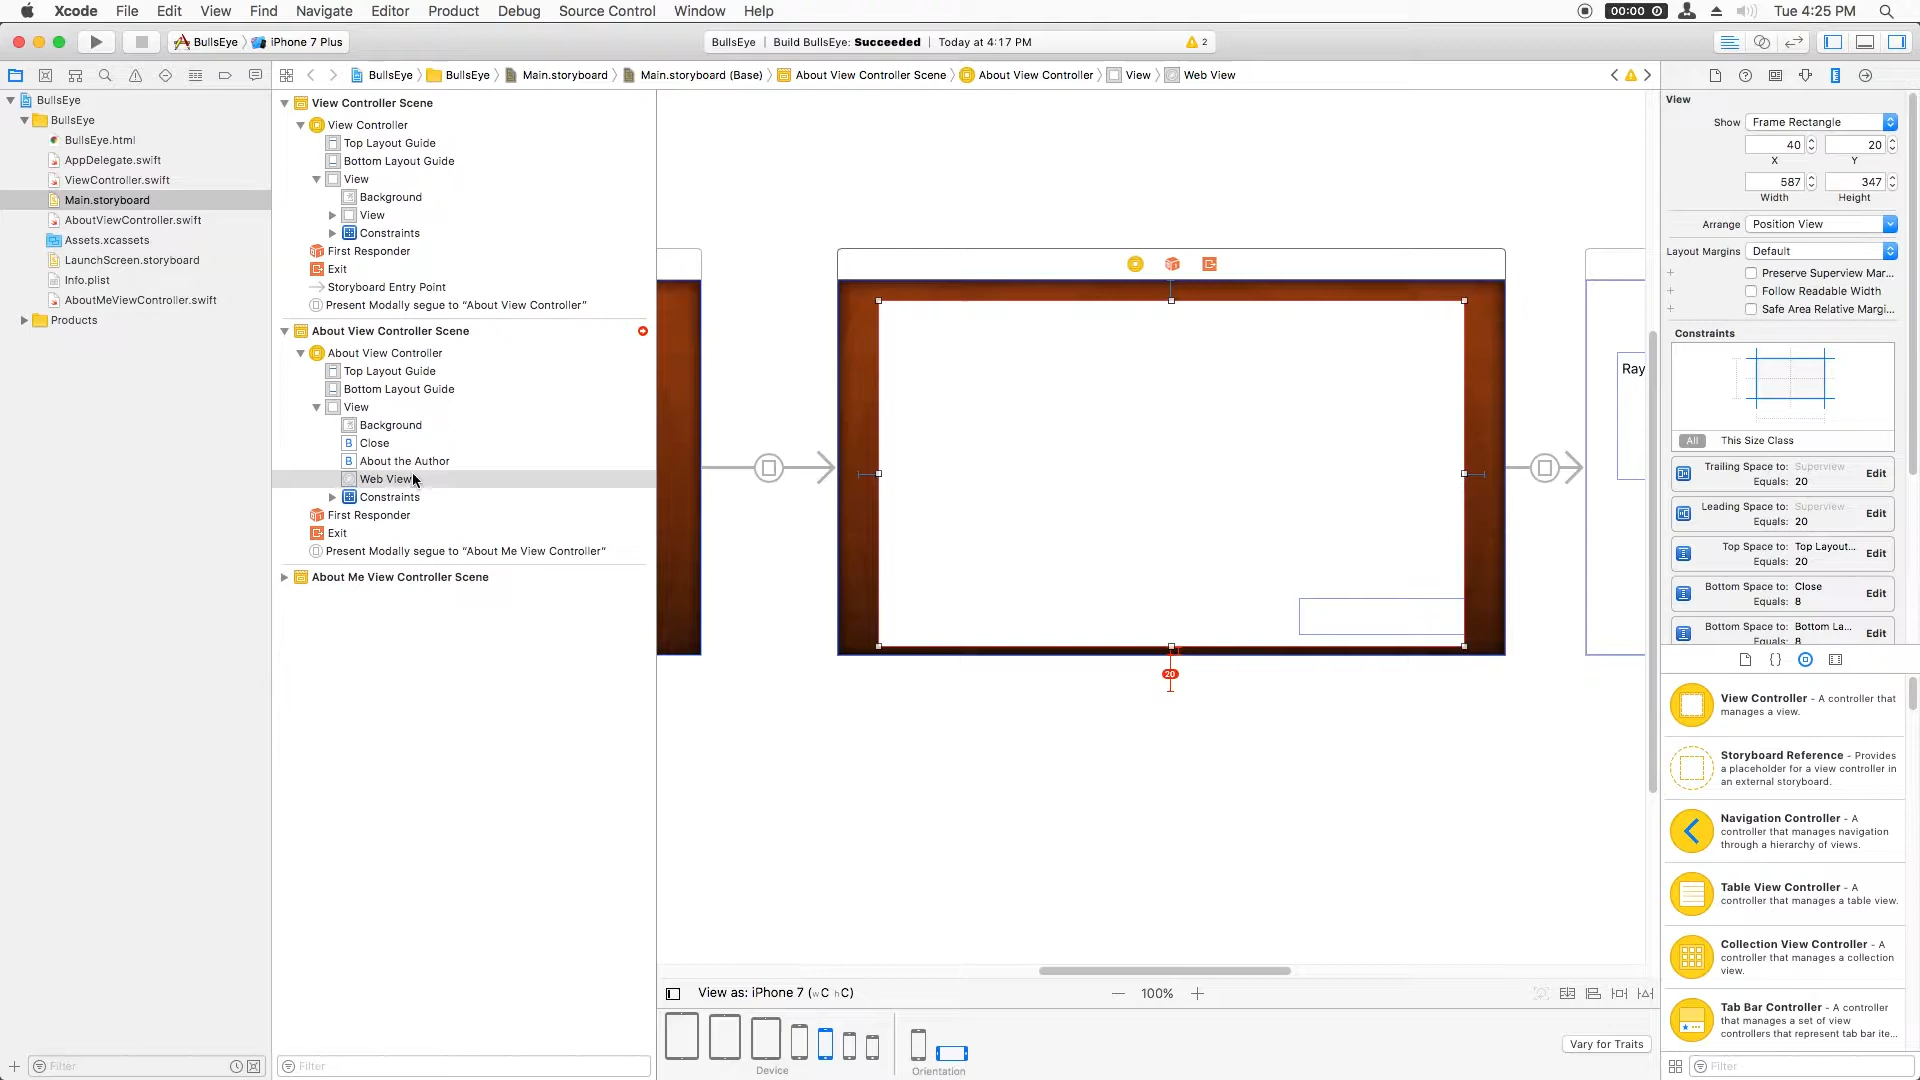 Xcode File Edit View Find Navigate Editor Product Debug Source Control Window Help 00:00 Tue 4:25 PM
BullsEye iPhone 7 Plus BullsEye | Build BullsEye: Succeeded | Today at 4:17 PM 2
BullsEye BullsEye Main.storyboard Main.storyboard (Base) About View Controller Scene About View Controller View Web View
BullsEye
BullsEye
BullsEye.html
AppDelegate.swift
ViewController.swift
Main.storyboard
AboutViewController.swift
Assets.xcassets
LaunchScreen.storyboard
Info.plist
AboutMeViewController.swift
Products
Filter
View Controller Scene
View Controller
Top Layout Guide
Bottom Layout Guide
View
Background
View
Constraints
First Responder
Exit
Storyboard Entry Point
Present Modally segue to “About View Controller”
About View Controller Scene
About View Controller
Top Layout Guide
Bottom Layout Guide
View
Background
B Close
B About the Author
Web View
Constraints
First Responder
Exit
Present Modally segue to “About Me View Controller”
About Me View Controller Scene
Filter
Ray
20
View as: iPhone 7 (wC hC) 100%
Device
Orientation
Vary for Traits
View
Show Frame Rectangle
40 20
X Y
587 347
Width Height
Arrange Position View
Layout Margins Default
Preserve Superview Mar...
Follow Readable Width
Safe Area Relative Margi...
Constraints
All This Size Class
Trailing Space to: Superview
Equals: 20 Edit
Leading Space to: Superview
Equals: 20 Edit
Top Space to: Top Layout...
Equals: 20 Edit
Bottom Space to: Close
Equals: 8 Edit
Bottom Space to: Bottom La...
Equals: 8 Edit
View Controller - A controller that
manages a view.
Storyboard Reference - Provides
a placeholder for a view controller in
an external storyboard.
Navigation Controller - A
controller that manages navigation
through a hierarchy of views.
Table View Controller - A
controller that manages a table view.
Collection View Controller - A
controller that manages a collection
view.
Tab Bar Controller - A controller
that manages a set of view
controllers that represent tab bar ite...
Filter